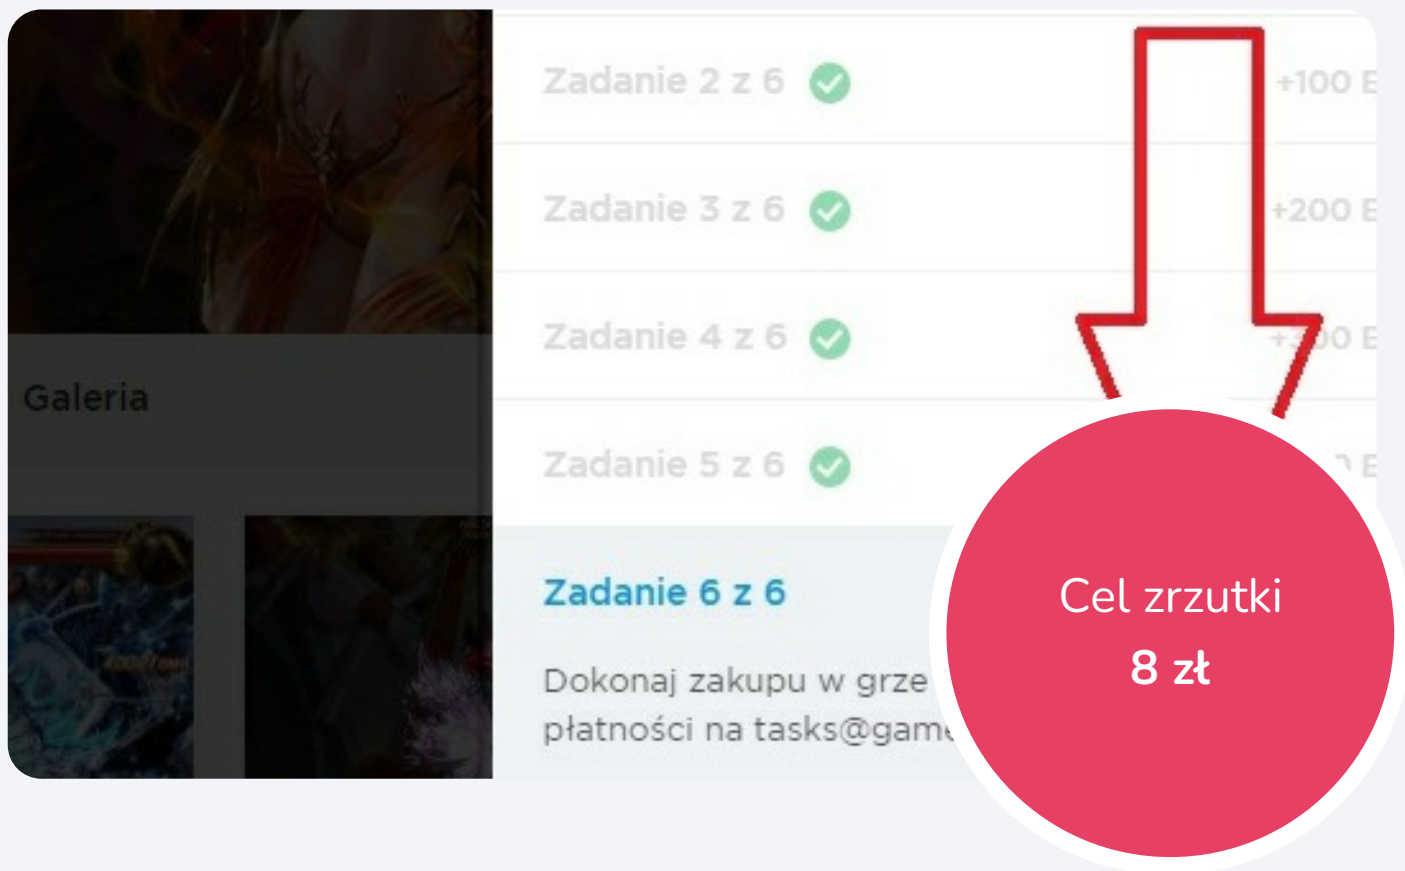 Zadanie 2 z 6
+100 E
Zadanie 3 z 6
+200 E
Zadanie 4 z 6
Zadanie 5 z 6
Galeria
Zadanie 6 z 6
Dokonaj zakupu w grze
płatności na tasks@game
Cel zrzutki
8 zł